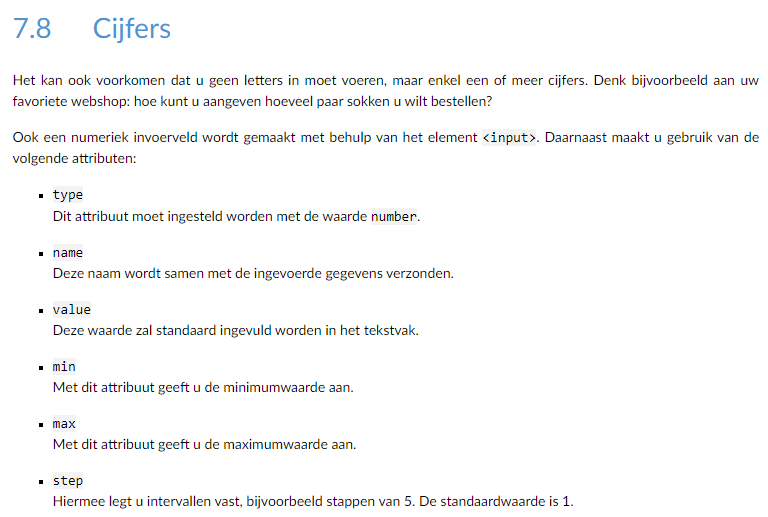 7.8 Cijfers
Het kan ook voorkomen dat u geen letters in moet voeren, maar enkel een of meer cijfers. Denk bijvoorbeeld aan uw
favoriete webshop: hoe kunt u aangeven hoeveel paar sokken u wilt bestellen?
Ook een numeriek invoerveld wordt gemaakt met behulp van het element <input>. Daarnaast maakt u gebruik van de
volgende attributen:
▪ type
Dit attribuut moet ingesteld worden met de waarde number.
▪ name
Deze naam wordt samen met de ingevoerde gegevens verzonden.
▪ value
Deze waarde zal standaard ingevuld worden in het tekstvak.
▪ min
Met dit attribuut geeft u de minimumwaarde aan.
▪ max
Met dit attribuut geeft u de maximumwaarde aan.
▪ step
Hiermee legt u intervallen vast, bijvoorbeeld stappen van 5. De standaardwaarde is 1.